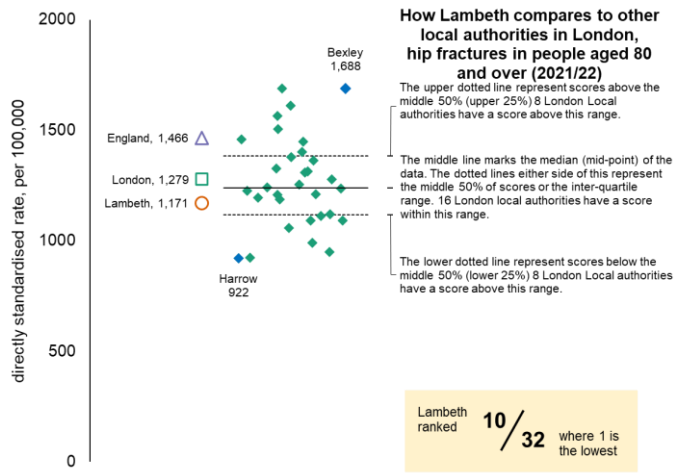 How Lambeth compares to other
local authorities in London,
hip fractures in people aged 80
and over (2021/22)
directly standardised rate, per 100,000
2000
1500
1000
500
0
Bexley
1,688
England, 1,466
London, 1,279
Lambeth, 1,171
Harrow
922
The upper dotted line represent scores above the
middle 50% (upper 25%) 8 London Local
authorities have a score above this range.
The middle line marks the median (mid-point) of the
data. The dotted lines either side of this represent
the middle 50% of scores or the inter-quartile
range. 16 London local authorities have a score
within this range.
The lower dotted line represent scores below the
middle 50% (lower 25%) 8 London Local authorities
have a score above this range.
Lambeth
ranked
10/32
where 1 is
the lowest